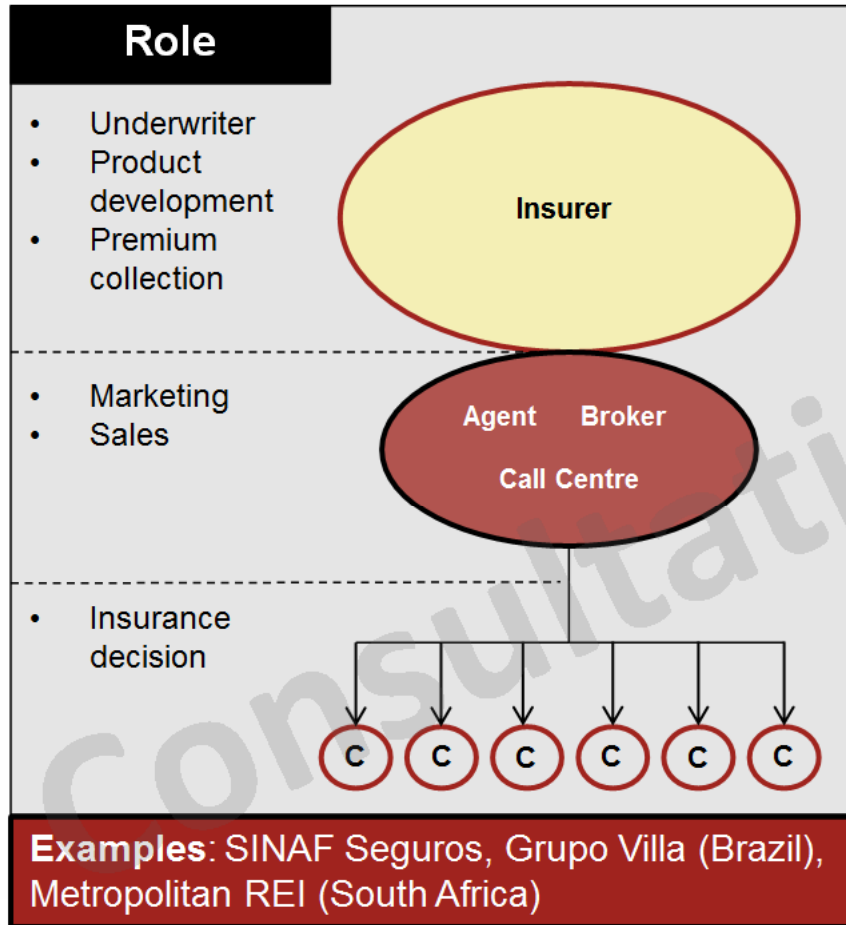 Role
• Underwriter
• Product
development
• Premium
collection
Insurer
• Marketing
• Sales
Agent Broker
Call Centre
• Insurance
decision
C C C C C C
Examples: SINAF Seguros, Grupo Villa (Brazil),
Metropolitan REI (South Africa)
Consultati